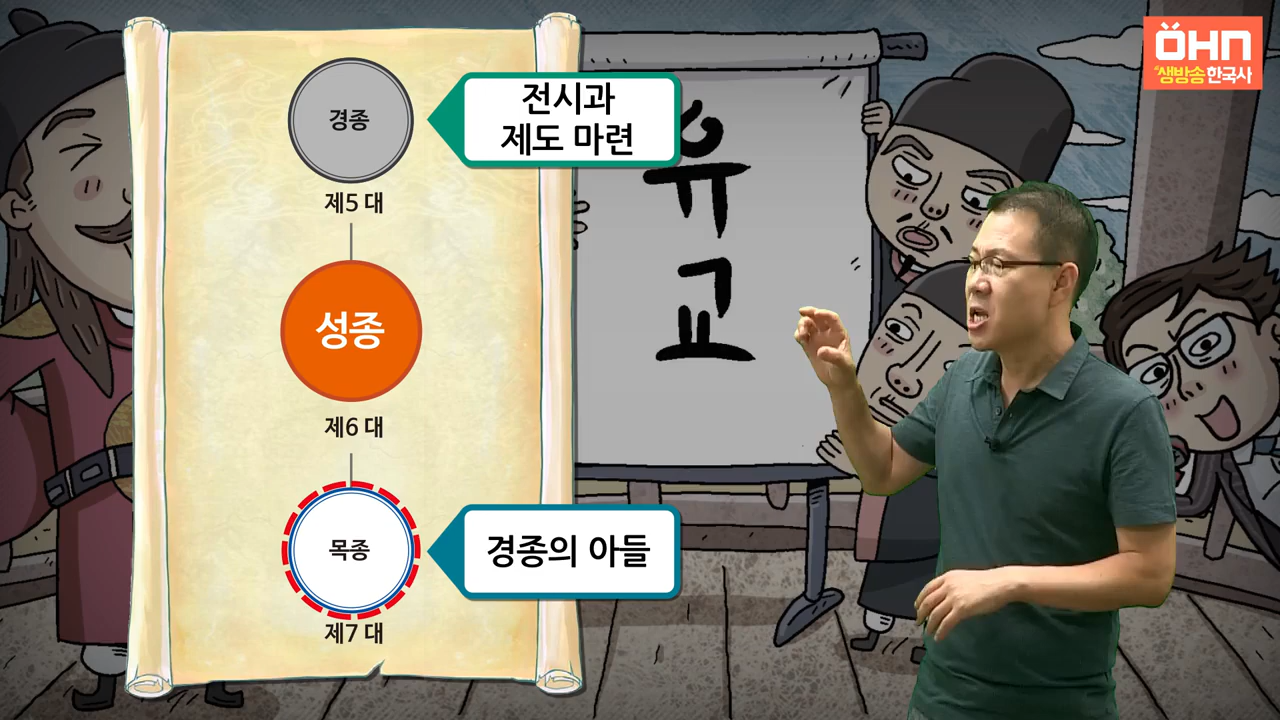 경종
전시과
제도 마련
제5 대
성종
제6 대
목종
경종의 아들
제7 대
유
교
ÖHN
“생방송 한국사